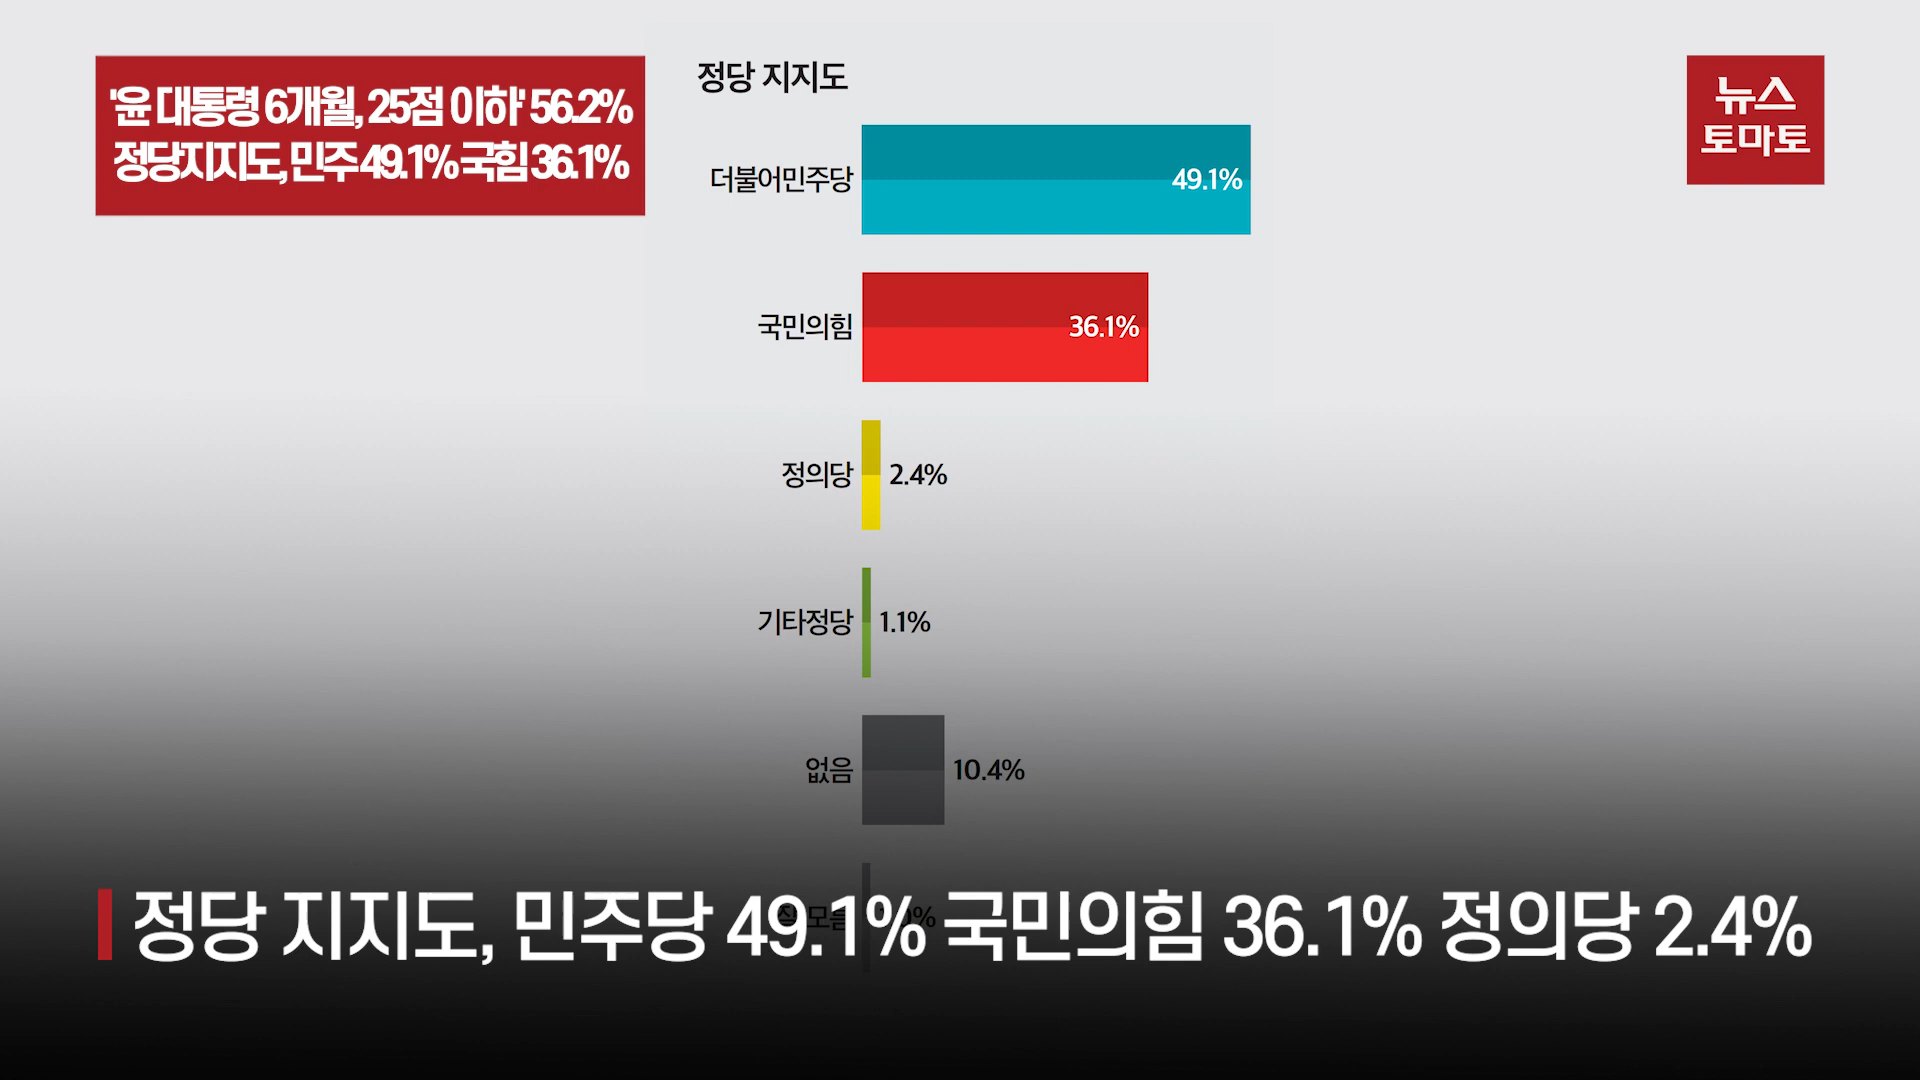 '윤 대통령 6개월, 25점 이하' 56.2%
정당지지도, 민주 49.1% 국힘 36.1%
정당 지지도
뉴스
토마토
더불어민주당 49.1%
국민의힘 36.1%
정의당 2.4%
기타정당 1.1%
없음 10.4%
정당 지지도, 민주당 49.1% 국민의힘 36.1% 정의당 2.4%